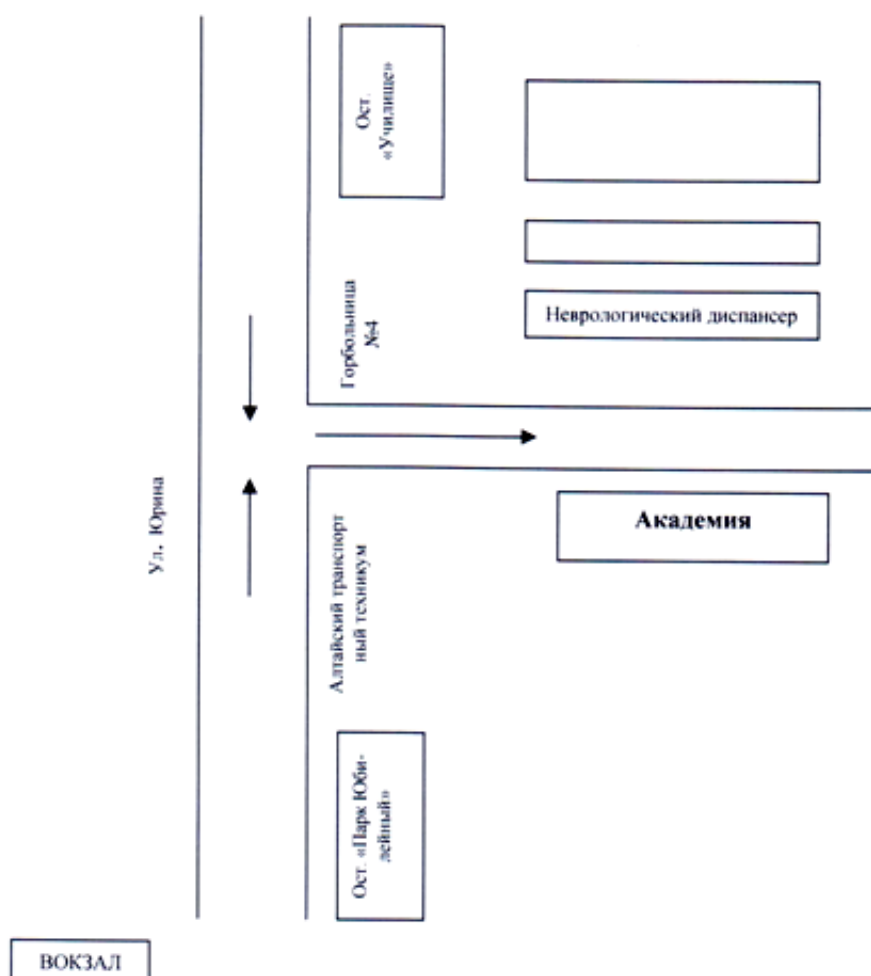 Ост.
«Училище»
Горбольница
№4
Неврологический диспансер
Ул. Юрина
Академия
Алтайский транспорт
ный техникум
Ост. «Парк Юби-
лейный»
ВОКЗАЛ